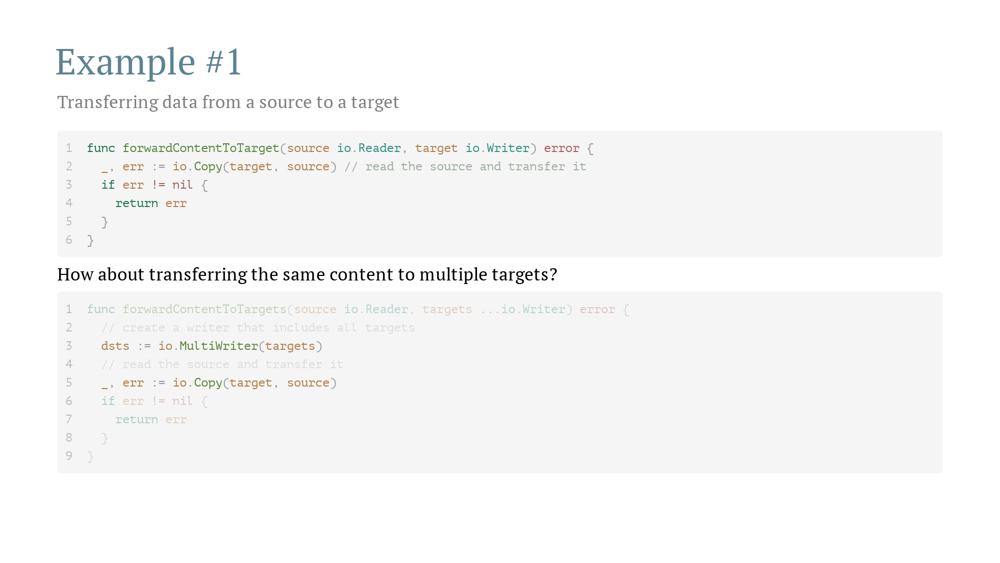 Example #1
Transferring data from a source to a target
1 func forwardContentToTarget(source io.Reader, target io.Writer) error {
2   _, err := io.Copy(target, source) // read the source and transfer it
3   if err != nil {
4     return err
5   }
6 }
How about transferring the same content to multiple targets?
1 func forwardContentToTargets(source io.Reader, targets ...io.Writer) error {
2   // create a writer that includes all targets
3   dsts := io.MultiWriter(targets)
4   // read the source and transfer it
5   _, err := io.Copy(target, source)
6   if err != nil {
7     return err
8   }
9 }